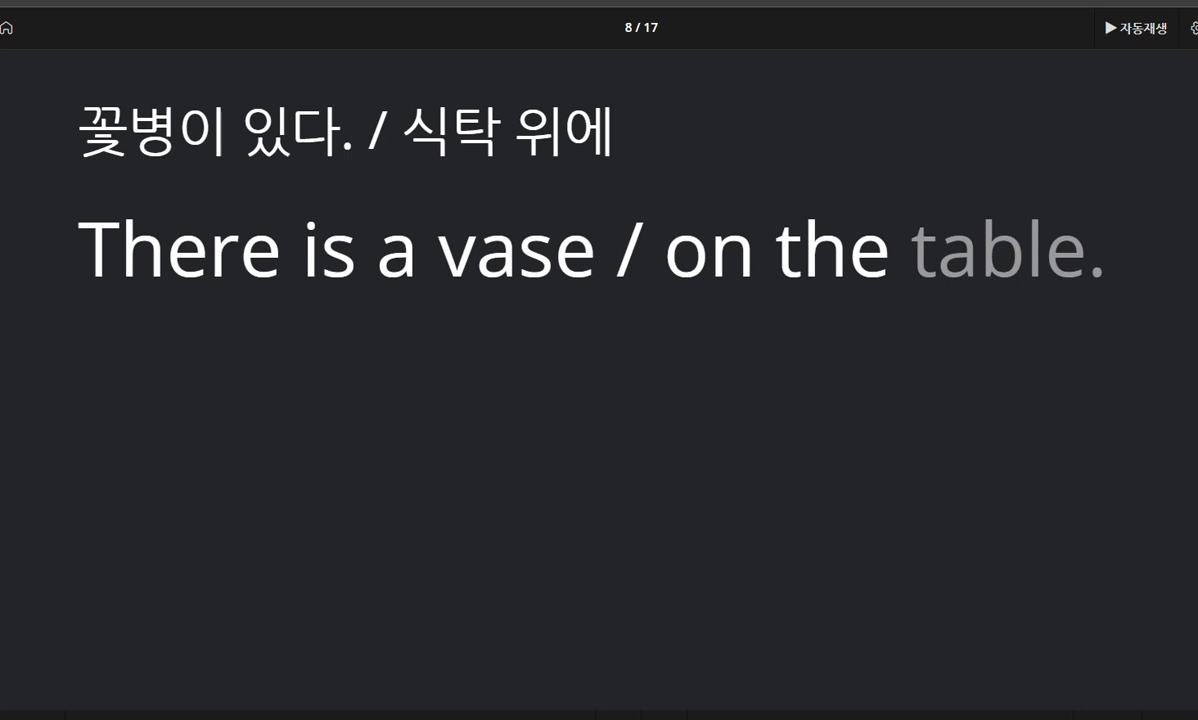 8 / 17
▶ 자동재생
꽃병이 있다. / 식탁 위에
There is a vase / on the table.